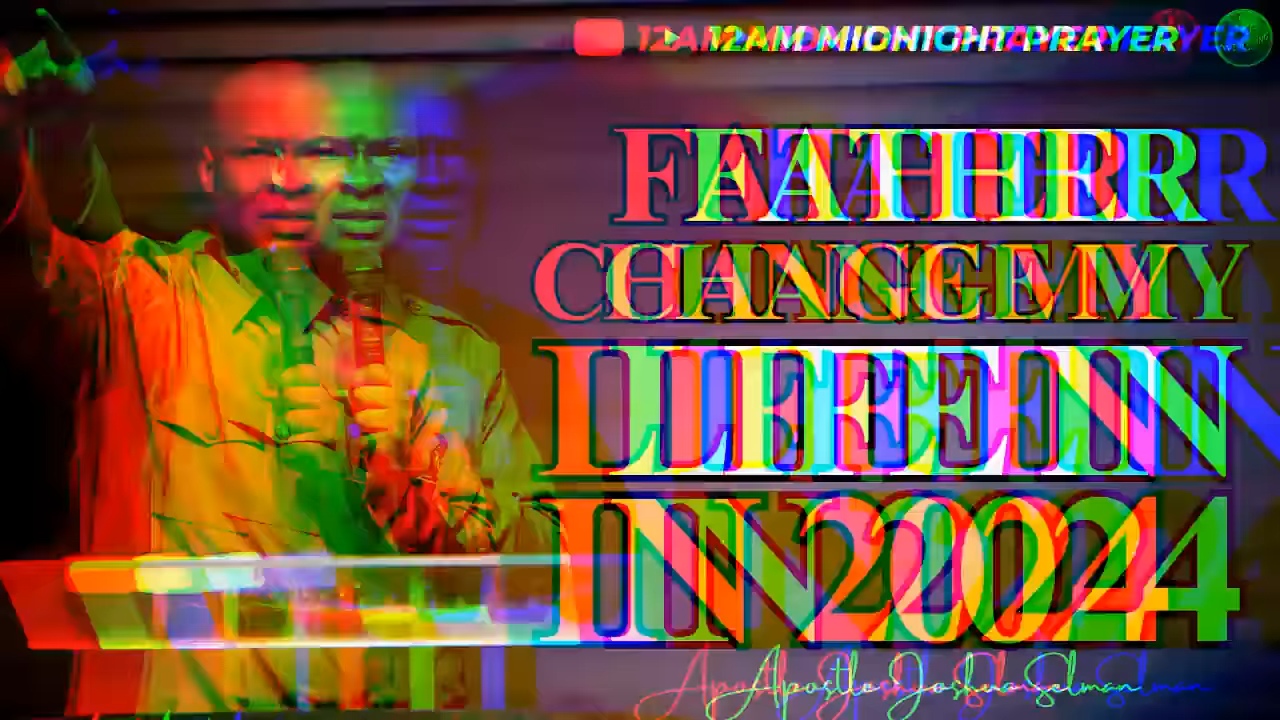 12AM MIDNIGHT PRAYER
FATHER
CHANGE MY
LIFE IN
IN 2024
Apostle Joshua Selman